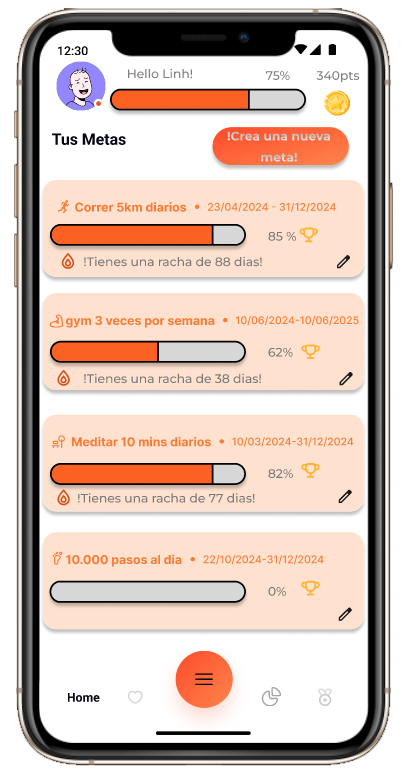 12:30
Hello Linh!
75%
340pts
Tus Metas
!Crea una nueva
meta!
Correr 5km diarios • 23/04/2024 - 31/12/2024
85 %
!Tienes una racha de 88 dias!
gym 3 veces por semana • 10/06/2024-10/06/2025
62%
!Tienes una racha de 38 dias!
Meditar 10 mins diarios • 10/03/2024-31/12/2024
82%
!Tienes una racha de 77 dias!
10.000 pasos al dia • 22/10/2024-31/12/2024
0%
Home